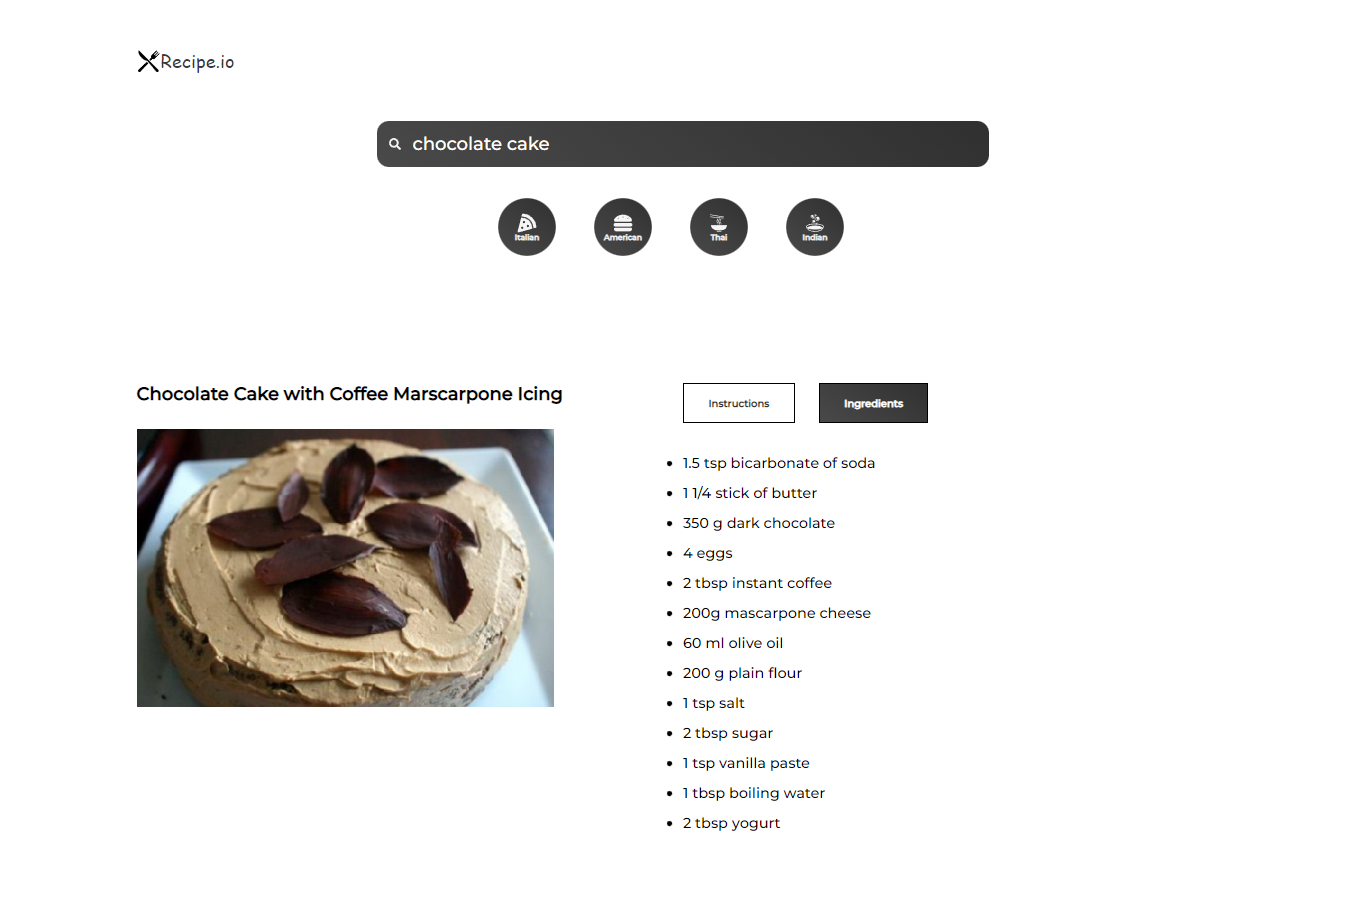 Recipe.io
chocolate cake
Italian
American
Thai
Indian
Chocolate Cake with Coffee Marscarpone Icing
Instructions
Ingredients
1.5 tsp bicarbonate of soda
1 1/4 stick of butter
350 g dark chocolate
4 eggs
2 tbsp instant coffee
200g mascarpone cheese
60 ml olive oil
200 g plain flour
1 tsp salt
2 tbsp sugar
1 tsp vanilla paste
1 tbsp boiling water
2 tbsp yogurt